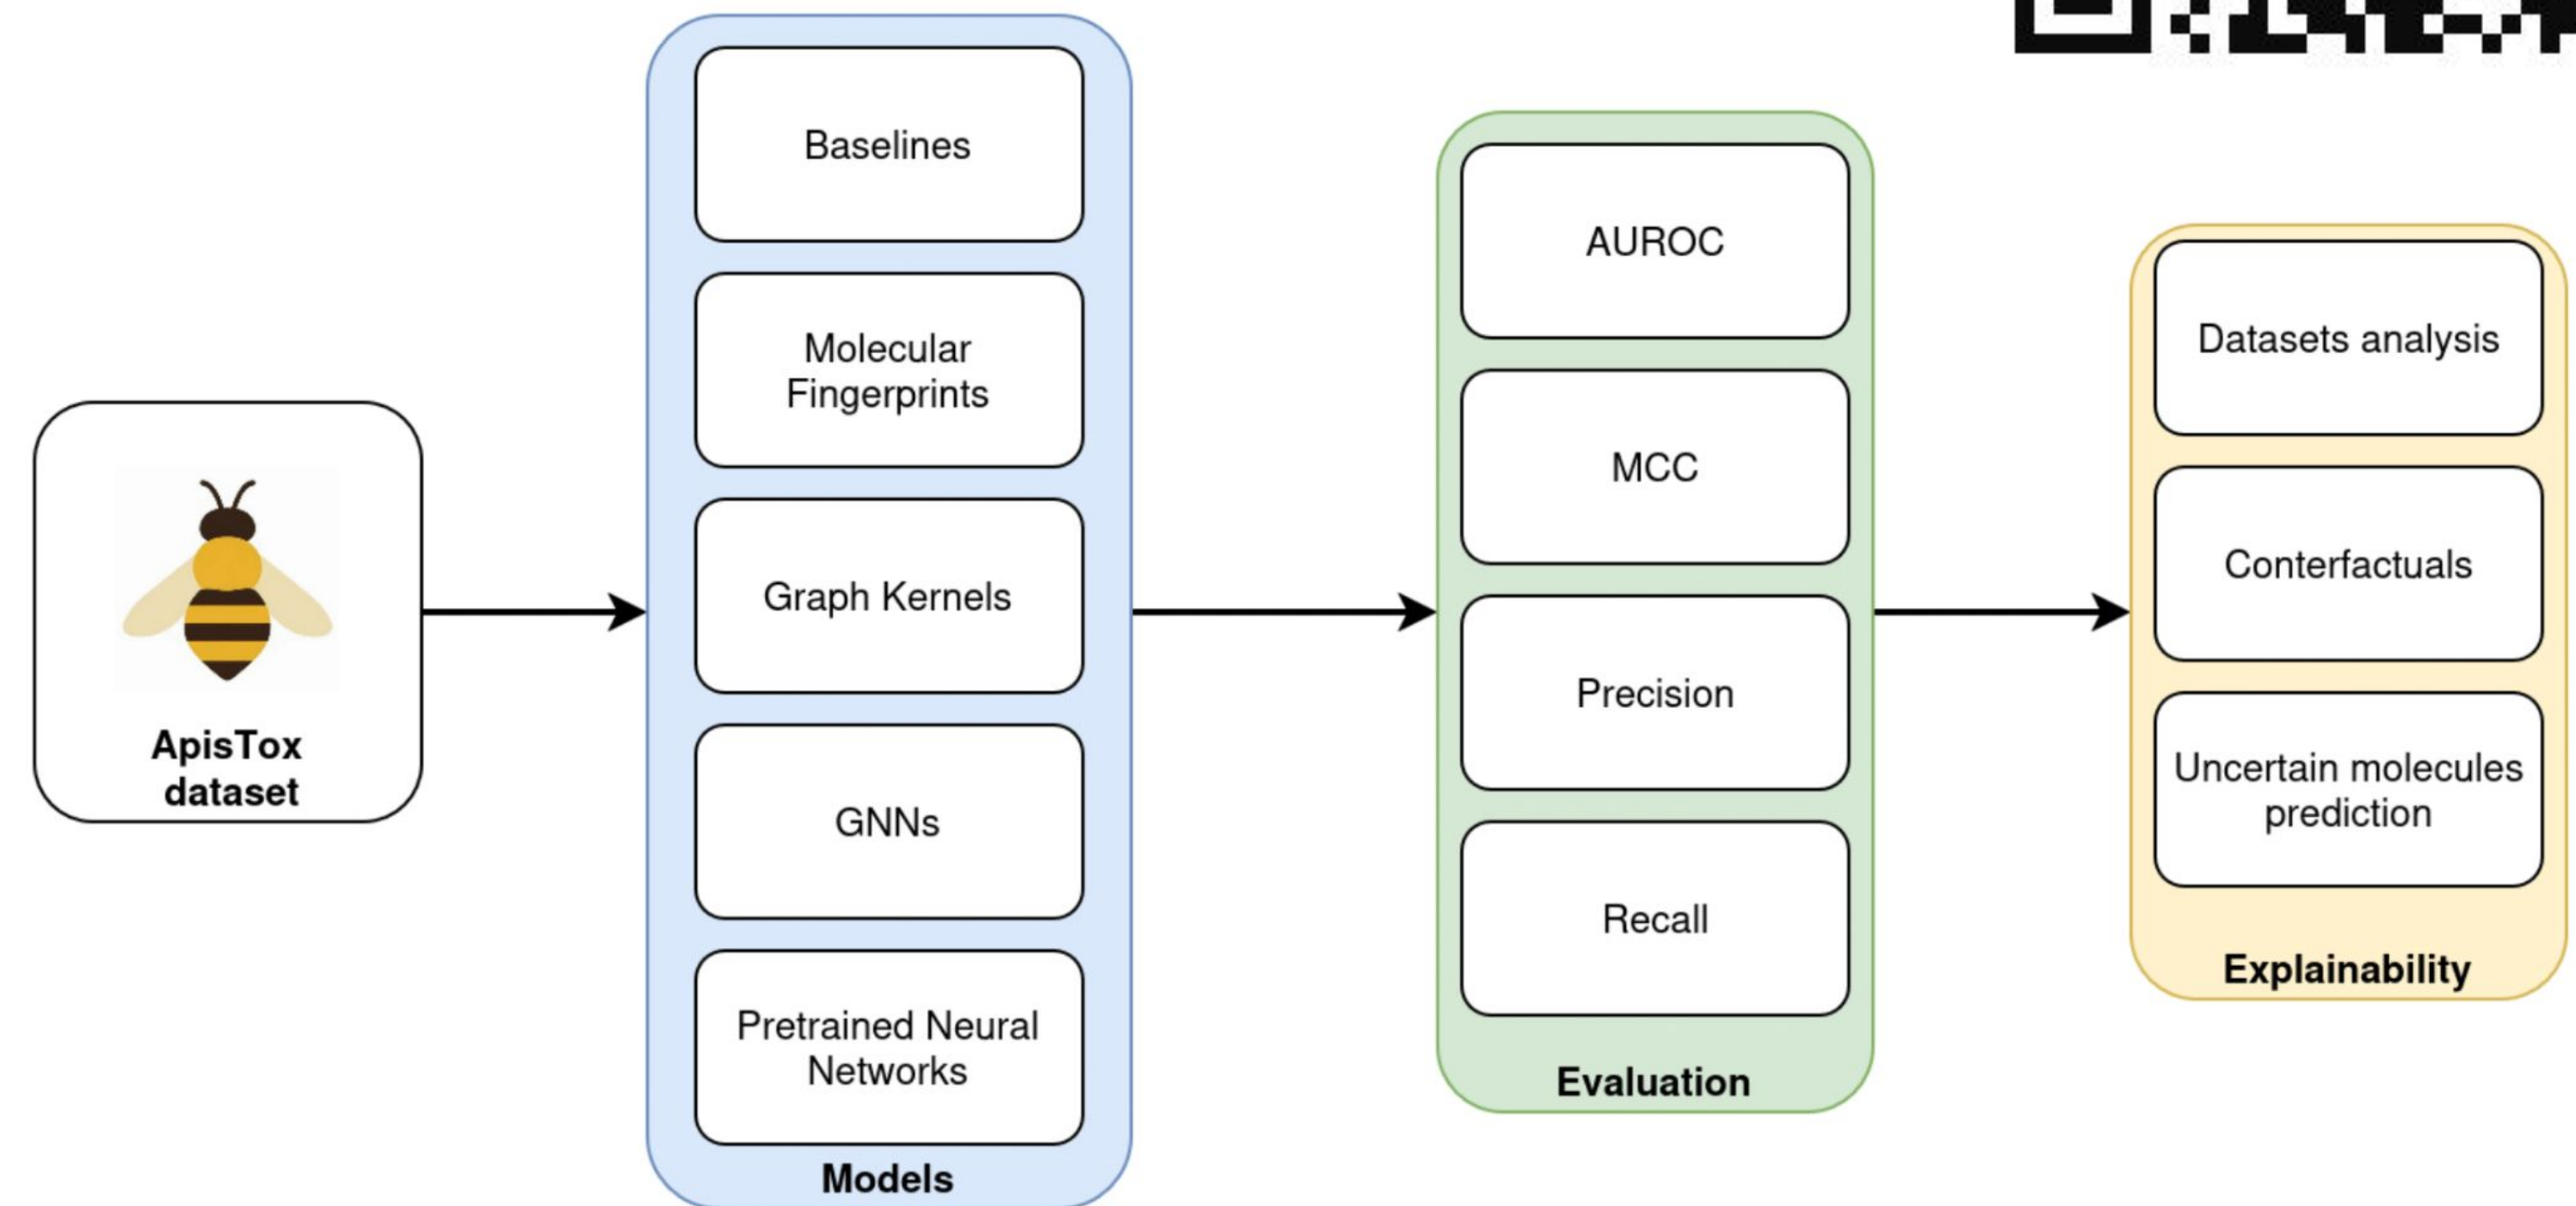 ApisTox
dataset
Baselines
Molecular
Fingerprints
Graph Kernels
GNNs
Pretrained Neural
Networks
Models
AUROC
MCC
Precision
Recall
Evaluation
Datasets analysis
Conterfactuals
Uncertain molecules
prediction
Explainability